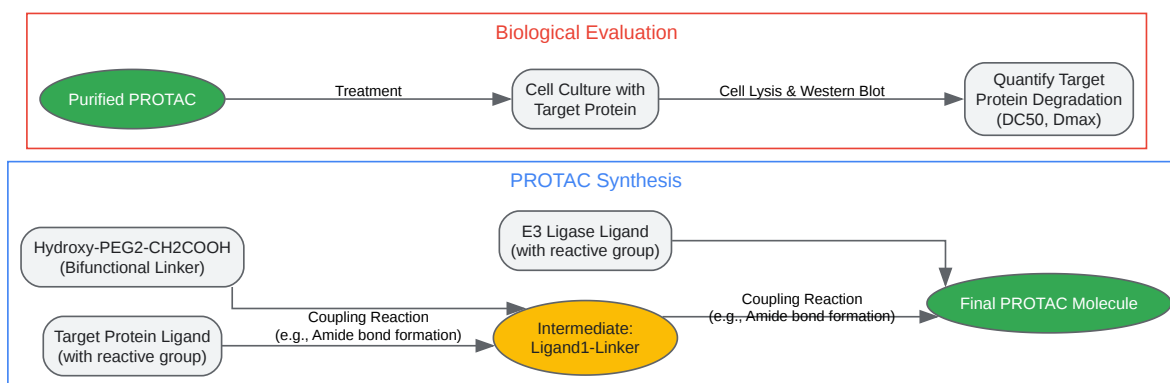 Biological Evaluation
Purified PROTAC
Treatment
Cell Culture with
Target Protein
Cell Lysis & Western Blot
Quantify Target
Protein Degradation
(DC50, Dmax)
PROTAC Synthesis
Hydroxy-PEG2-CH2COOH
(Bifunctional Linker)
Target Protein Ligand
(with reactive group)
Coupling Reaction
(e.g., Amide bond formation)
E3 Ligase Ligand
(with reactive group)
Intermediate:
Ligand1-Linker
Coupling Reaction
(e.g., Amide bond formation)
Final PROTAC Molecule